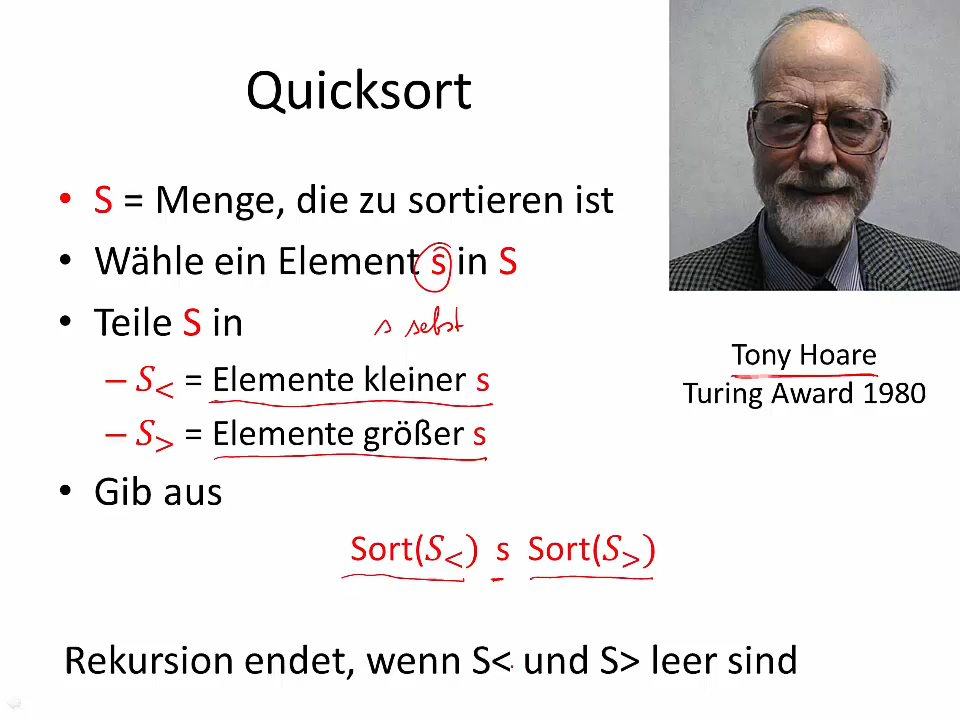 Quicksort
• S = Menge, die zu sortieren ist
• Wähle ein Element s in S
• Teile S in
s sebst
– S< = Elemente kleiner s
– S> = Elemente größer s
• Gib aus
Sort(S<) s Sort(S>)
Rekursion endet, wenn S< und S> leer sind
Tony Hoare
Turing Award 1980